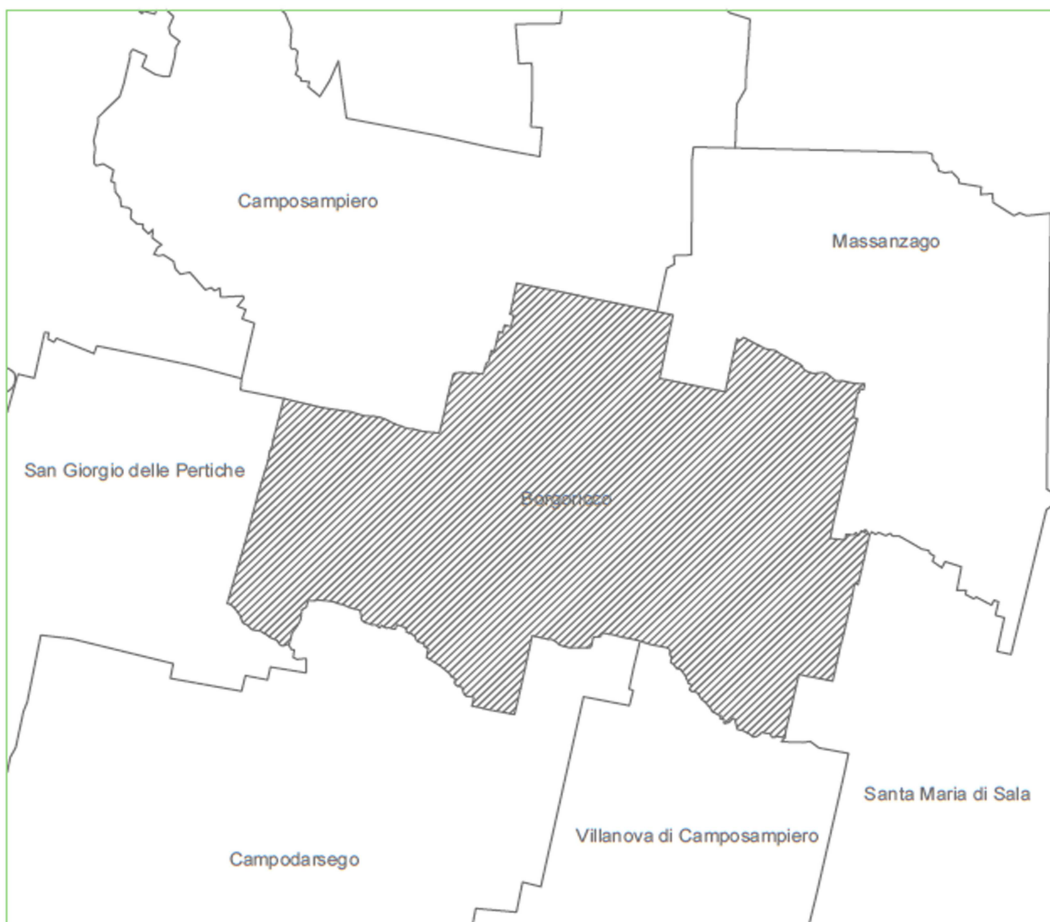 Camposampiero
Massanzago
San Giorgio delle Pertiche
Borgoricco
Santa Maria di Sala
Villanova di Camposampiero
Campodarsego